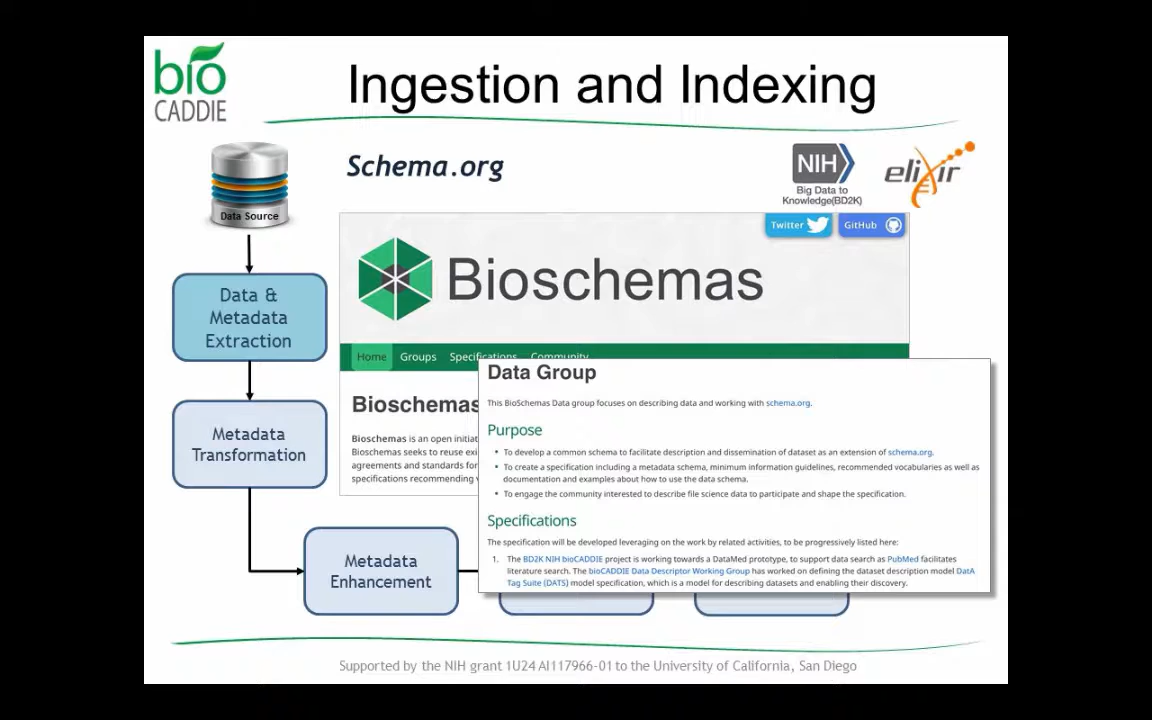 bio
CADDIE
Ingestion and Indexing
Data Source
Schema.org
NIH
Big Data to
Knowledge(BD2K)
elixir
Twitter
GitHub
Bioschemas
Home Groups Specifications Community
Data &
Metadata
Extraction
Metadata
Transformation
Metadata
Enhancement
Bioschemas
Bioschemas is an open initiat
Bioschemas seeks to reuse exi
agreements and standards for
specifications recommending
Data Group
This BioSchemas Data group focuses on describing data and working with schema.org.
Purpose
• To develop a common schema to facilitate description and dissemination of dataset as an extension of schema.org.
• To create a specification including a metadata schema, minimum information guidelines, recommended vocabularies as well as
documentation and examples about how to use the data schema.
• To engage the community interested to describe file science data to participate and shape the specification.
Specifications
The specification will be developed leveraging on the work by related activities, to be progressively listed here:
1. The BD2K NIH bioCADDIE project is working towards a DataMed prototype, to support data search as PubMed facilitates
literature search. The bioCADDIE Data Descriptor Working Group has worked on defining the dataset description model DatA
Tag Suite (DATS) model specification, which is a model for describing datasets and enabling their discovery.
Supported by the NIH grant 1U24 AI117966-01 to the University of California, San Diego